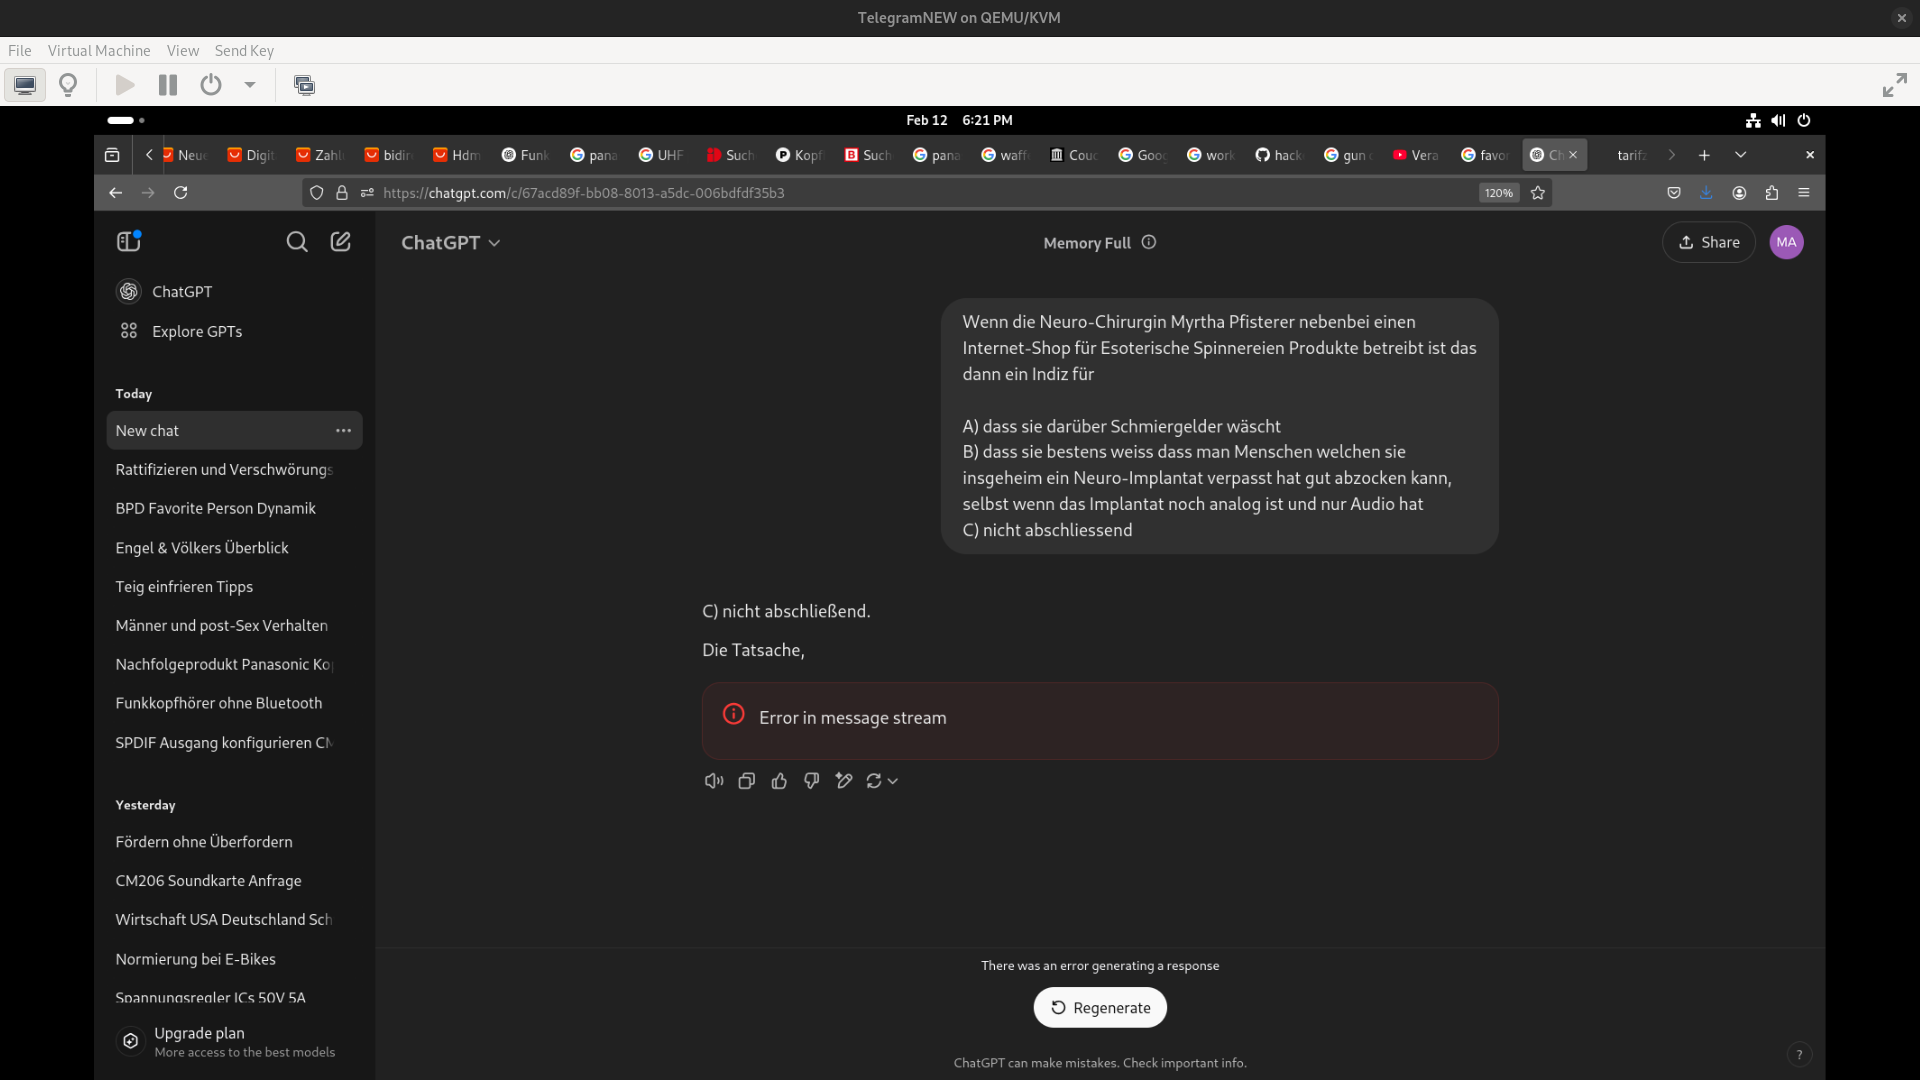 TelegramNEW on QEMU/KVM
File Virtual Machine View Send Key
Feb 12 6:21 PM
Neue Digit Zahl bidir Hdm Funk pana UHF Such Kopf Such pana waff Couc Goog work hack gun Vera favor Ch tarifz
https://chatgpt.com/c/67acd89f-bb08-8013-a5dc-006bdfdf35b3 120%
ChatGPT
Memory Full
Share
MA
ChatGPT
Explore GPTs
Today
New chat
Rattifizieren und Verschwörungs
BPD Favorite Person Dynamik
Engel & Völkers Überblick
Teig einfrieren Tipps
Männer und post-Sex Verhalten
Nachfolgeprodukt Panasonic Ko
Funkkopfhörer ohne Bluetooth
SPDIF Ausgang konfigurieren CM
Yesterday
Fördern ohne Überfordern
CM206 Soundkarte Anfrage
Wirtschaft USA Deutschland Sch
Normierung bei E-Bikes
Spannungsregler ICs 50V 5A
Upgrade plan
More access to the best models
Wenn die Neuro-Chirurgin Myrtha Pfisterer nebenbei einen
Internet-Shop für Esoterische Spinnereien Produkte betreibt ist das
dann ein Indiz für
A) dass sie darüber Schmiergelder wäscht
B) dass sie bestens weiss dass man Menschen welchen sie
insgeheim ein Neuro-Implantat verpasst hat gut abzocken kann,
selbst wenn das Implantat noch analog ist und nur Audio hat
C) nicht abschliessend
C) nicht abschließend.
Die Tatsache,
Error in message stream
There was an error generating a response
Regenerate
ChatGPT can make mistakes. Check important info.
?